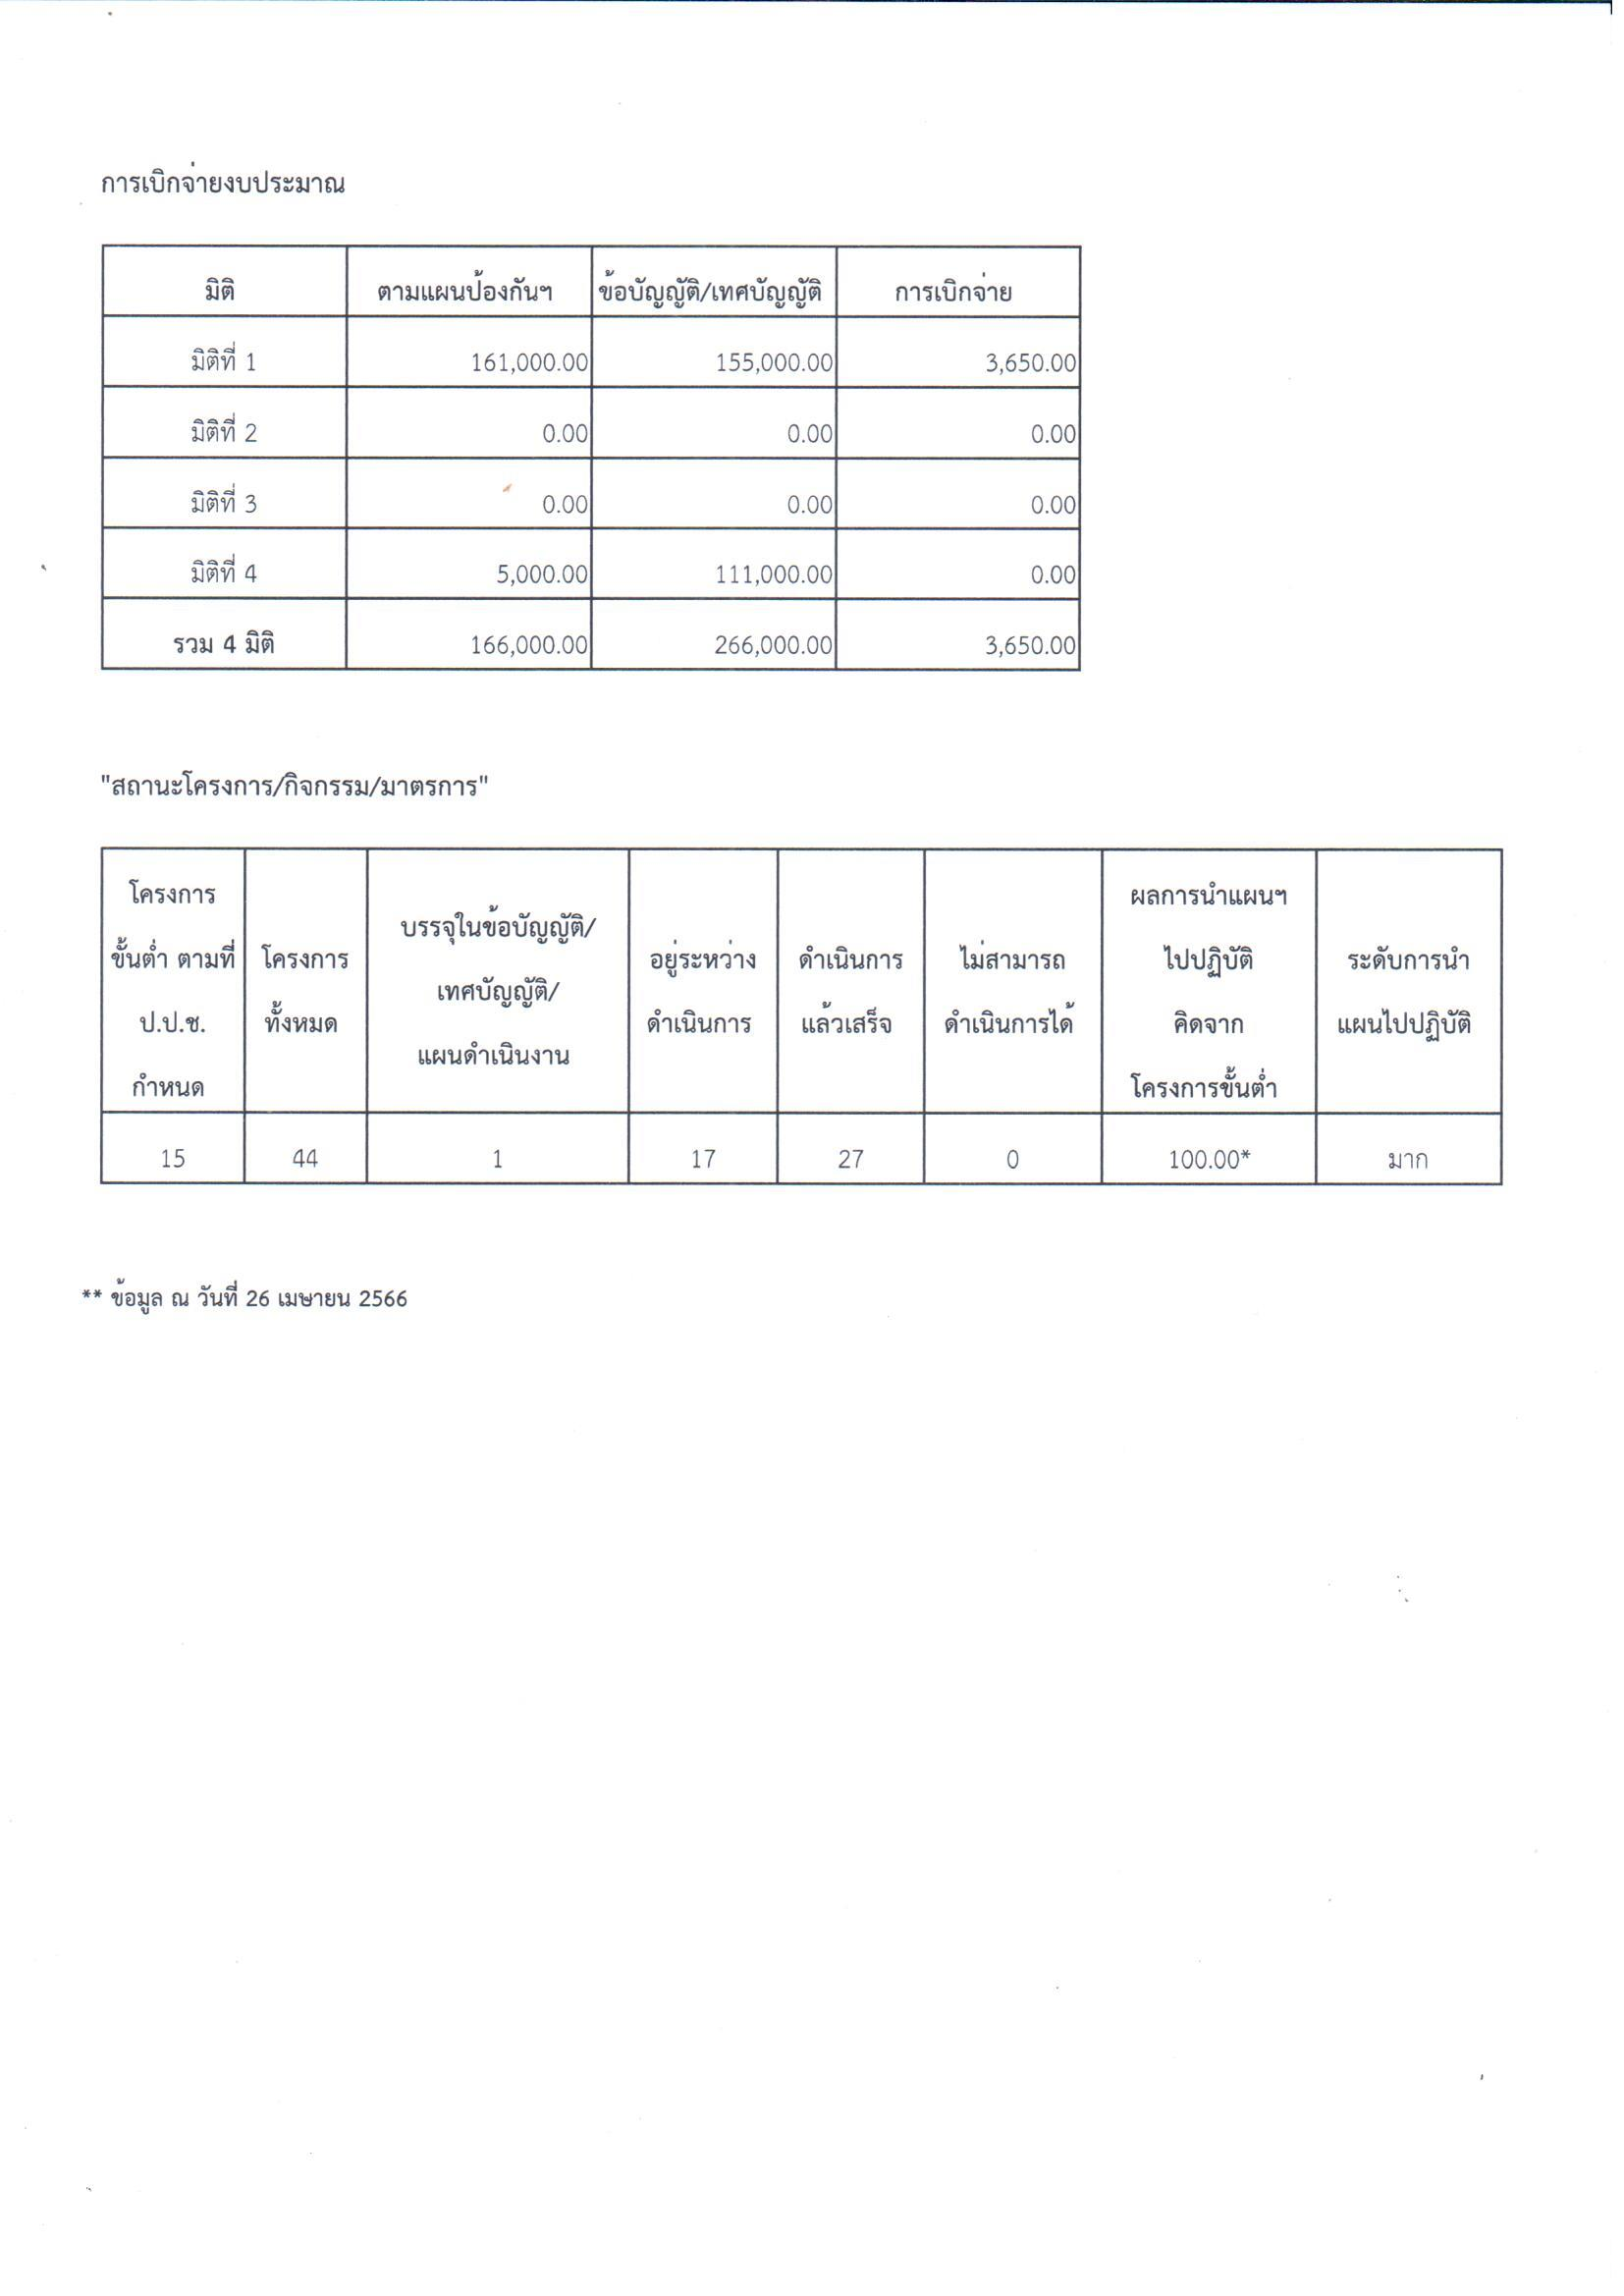 การเบิกจ่ายงบประมาณ
มิติ ตามแผนป้องกันฯ ข้อบัญญัติ/เทศบัญญัติ การเบิกจ่าย
มิติที่ 1 161,000.00 155,000.00 3,650.00
มิติที่ 2 0.00 0.00 0.00
มิติที่ 3 0.00 0.00 0.00
มิติที่ 4 5,000.00 111,000.00 0.00
รวม 4 มิติ 166,000.00 266,000.00 3,650.00
"สถานะโครงการ/กิจกรรม/มาตรการ"
โครงการ
ขั้นต่ำ ตามที่
ป.ป.ช.
กำหนด
โครงการ
ทั้งหมด
บรรจุในข้อบัญญัติ/
เทศบัญญัติ/
แผนดำเนินงาน
อยู่ระหว่าง
ดำเนินการ
ดำเนินการ
แล้วเสร็จ
ไม่สามารถ
ดำเนินการได้
ผลการนำแผนฯ
ไปปฏิบัติ
คิดจาก
โครงการขั้นต่ำ
ระดับการนำ
แผนไปปฏิบัติ
15 44 1 17 27 0 100.00* มาก
** ข้อมูล ณ วันที่ 26 เมษายน 2566